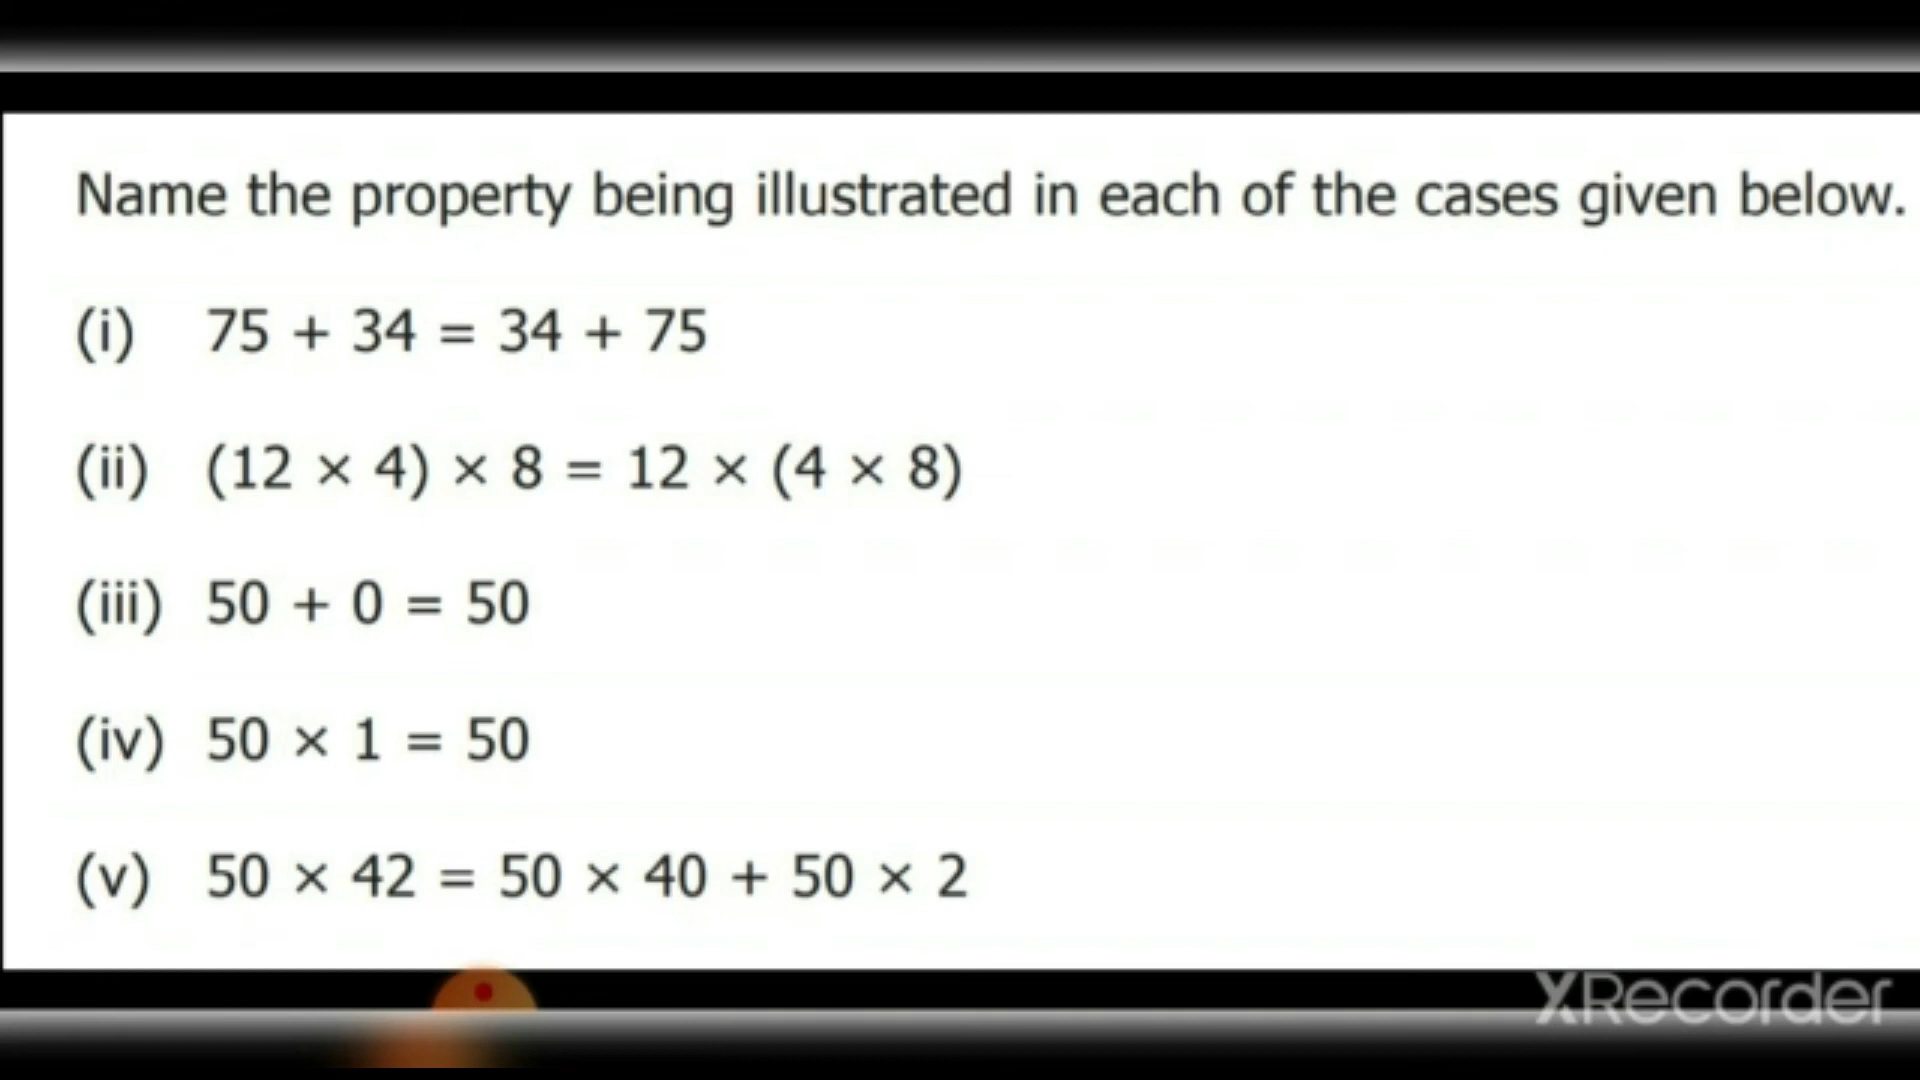 Name the property being illustrated in each of the cases given below.
(i) 75 + 34 = 34 + 75
(ii) (12 × 4) × 8 = 12 × (4 × 8)
(iii) 50 + 0 = 50
(iv) 50 × 1 = 50
(v) 50 × 42 = 50 × 40 + 50 × 2
XRecorder